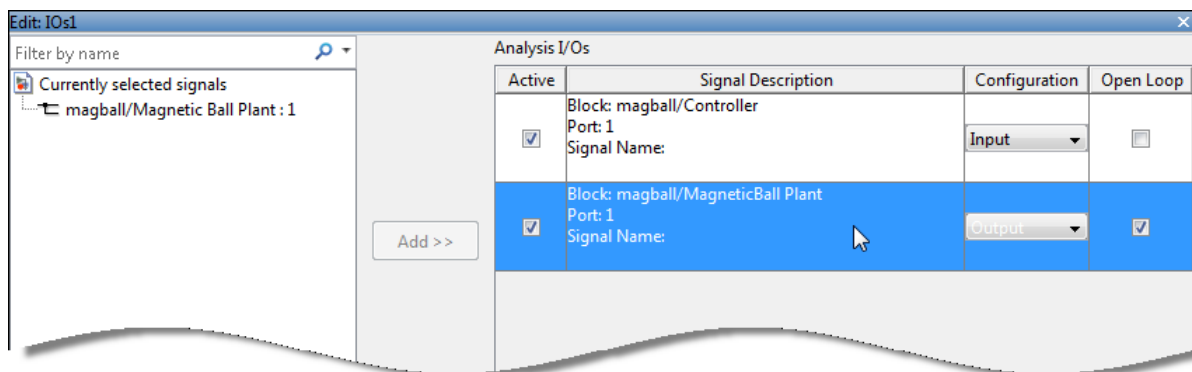 Edit: IOs1
Filter by name
Currently selected signals
magball/Magnetic Ball Plant : 1
Add >>
Analysis I/Os
Active Signal Description Configuration Open Loop
Block: magball/Controller
Port: 1
Signal Name:
Input
Block: magball/MagneticBall Plant
Port: 1
Signal Name:
Output